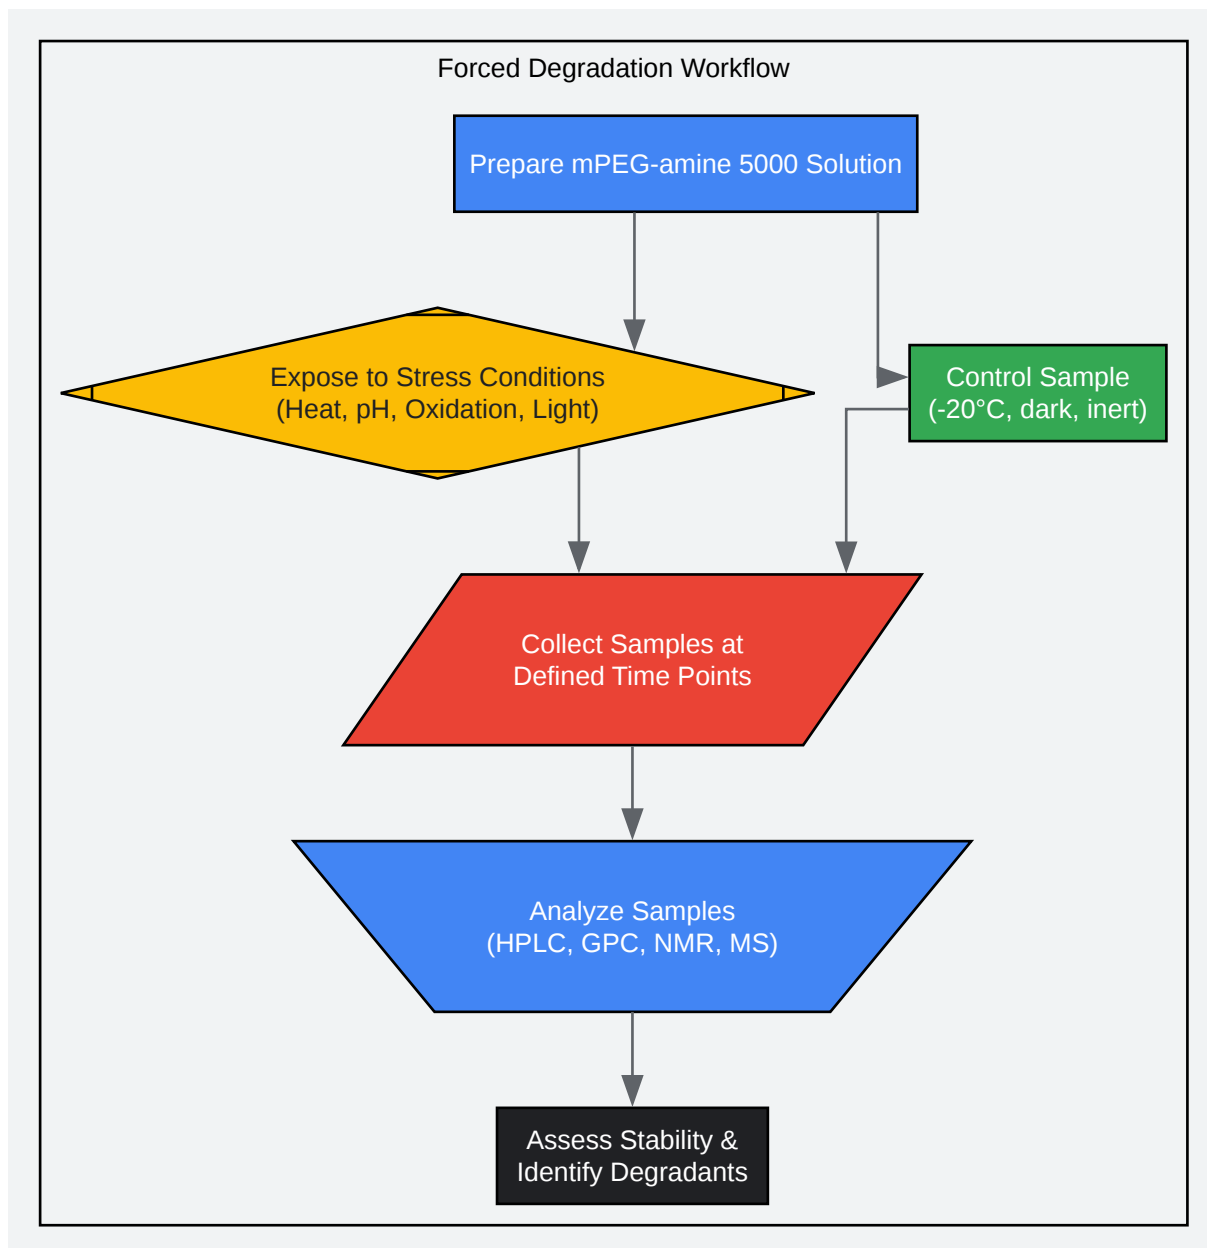 Forced Degradation Workflow
Prepare mPEG-amine 5000 Solution
Expose to Stress Conditions
(Heat, pH, Oxidation, Light)
Control Sample
(-20°C, dark, inert)
Collect Samples at
Defined Time Points
Analyze Samples
(HPLC, GPC, NMR, MS)
Assess Stability &
Identify Degradants